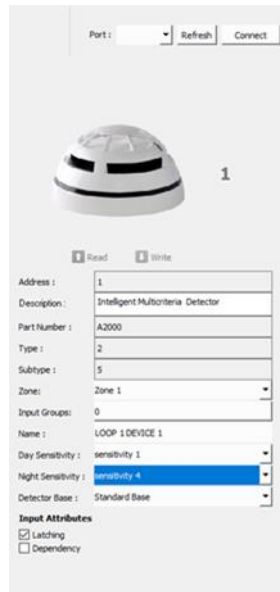 Port : Refresh Connect
1
Read Write
Address : 1
Description : Intelligent Multicriteria Detector
Part Number : A2000
Type : 2
Subtype : 5
Zone: Zone 1
Input Groups: 0
Name : LOOP 1 DEVICE 1
Day Sensitivity : sensitivity 1
Night Sensitivity : sensitivity 4
Detector Base : Standard Base
Input Attributes
Latching
Dependency